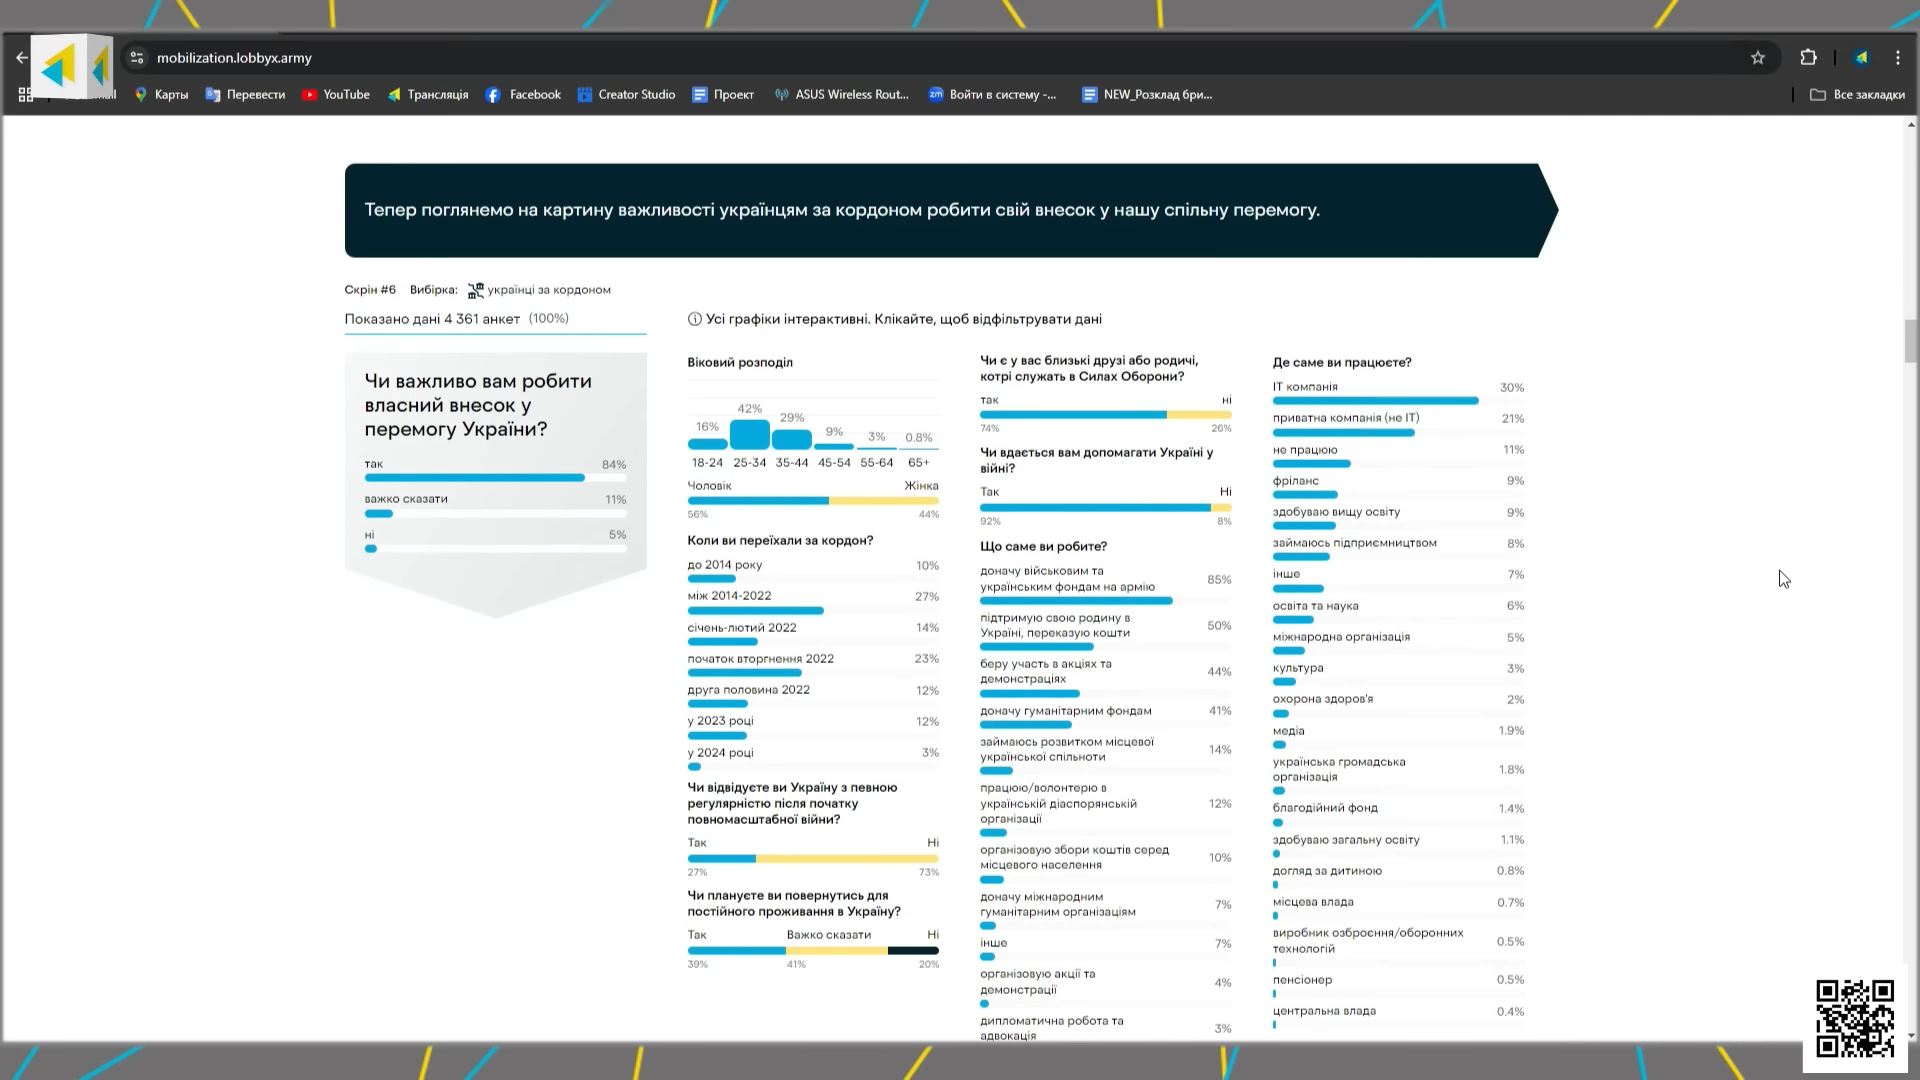 mobilization.lobbyx.army
Карты
Перевести
YouTube
Трансляція
Facebook
Creator Studio
Проєкт
ASUS Wireless Rout...
Войти в систему -...
NEW_Розклад бри...
Все закладки
Тепер поглянемо на картину важливості українцям за кордоном робити свій внесок у нашу спільну перемогу.
Скрін #6 Вибірка: українці за кордоном
Показано дані 4 361 анкет (100%)
Усі графіки інтерактивні. Клікайте, щоб відфільтрувати дані
Чи важливо вам робити
власний внесок у
перемогу України?
так 84%
важко сказати 11%
ні 5%
Віковий розподіл
16% 42% 29% 9% 3% 0.8%
18-24 25-34 35-44 45-54 55-64 65+
Чоловік Жінка
56% 44%
Коли ви переїхали за кордон?
до 2014 року 10%
між 2014-2022 27%
січень-лютий 2022 14%
початок вторгнення 2022 23%
друга половина 2022 12%
у 2023 році 12%
у 2024 році 3%
Чи відвідуєте ви Україну з певною
регулярністю після початку
повномасштабної війни?
Так Ні
27% 73%
Чи плануєте ви повернутись для
постійного проживання в Україну?
Так Важко сказати Ні
39% 41% 20%
Чи є у вас близькі друзі або родичі,
котрі служать в Силах Оборони?
так ні
74% 26%
Чи вдається вам допомагати Україні у
війні?
Так Ні
92% 8%
Що саме ви робите?
доначу військовим та
українським фондам на армію 85%
підтримую свою родину в
Україні, переказую кошти 50%
беру участь в акціях та
демонстраціях 44%
доначу гуманітарним фондам 41%
займаюсь розвитком місцевої
української спільноти 14%
працюю/волонтерю в
українській діаспорянській
організації 12%
організовую збори коштів серед
місцевого населення 10%
доначу міжнародним
гуманітарним організаціям 7%
інше 7%
організовую акції та
демонстрації 4%
дипломатична робота та
адвокація 3%
Де саме ви працюєте?
ІТ компанія 30%
приватна компанія (не ІТ) 21%
не працюю 11%
фріланс 9%
здобуваю вищу освіту 9%
займаюсь підприємництвом 8%
інше 7%
освіта та наука 6%
міжнародна організація 5%
культура 3%
охорона здоров'я 2%
медіа 1.9%
українська громадська
організація 1.8%
благодійний фонд 1.4%
здобуваю загальну освіту 1.1%
догляд за дитиною 0.8%
місцева влада 0.7%
виробник озброєння/оборонних
технологій 0.5%
пенсіонер 0.5%
центральна влада 0.4%